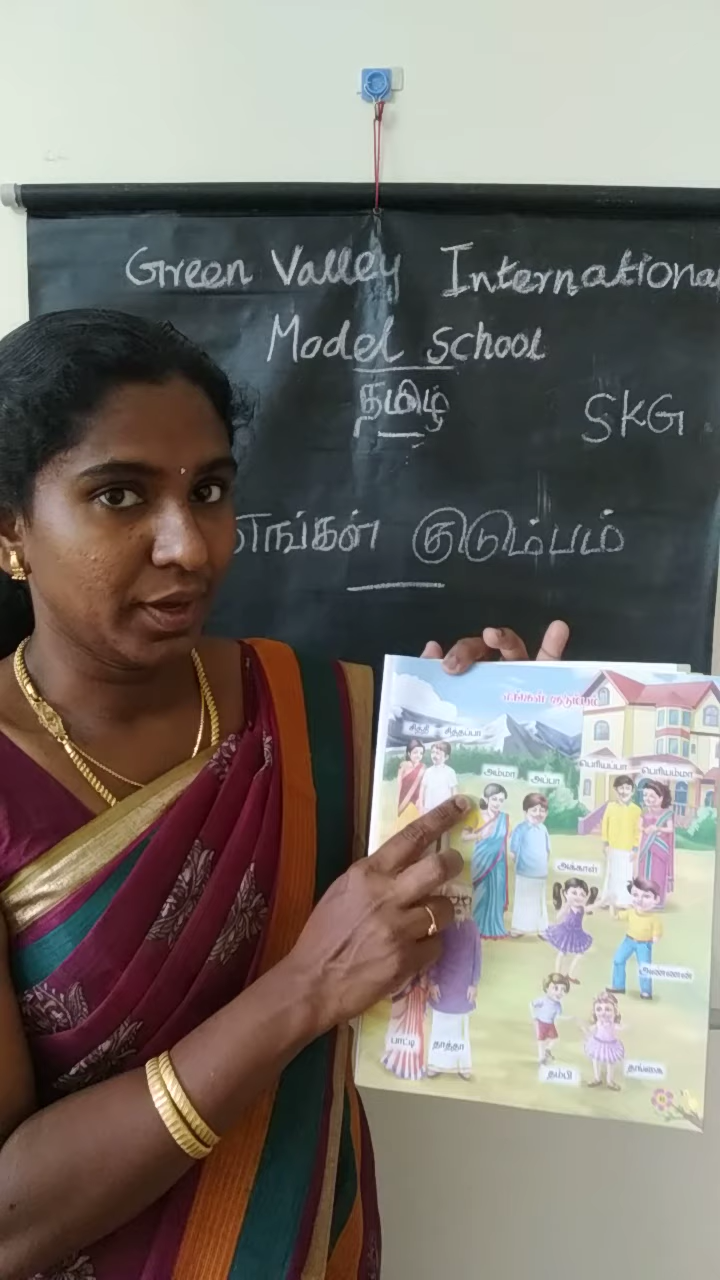 Green Valley International
Model School
தமிழ்
SKG
எங்கள் குடும்பம்
எங்கள் குடும்பம்
சித்தி சித்தப்பா
அம்மா அப்பா
பெரியப்பா பெரியம்மா
அக்காள்
அண்ணன்
பாட்டி தாத்தா
தம்பி தங்கை